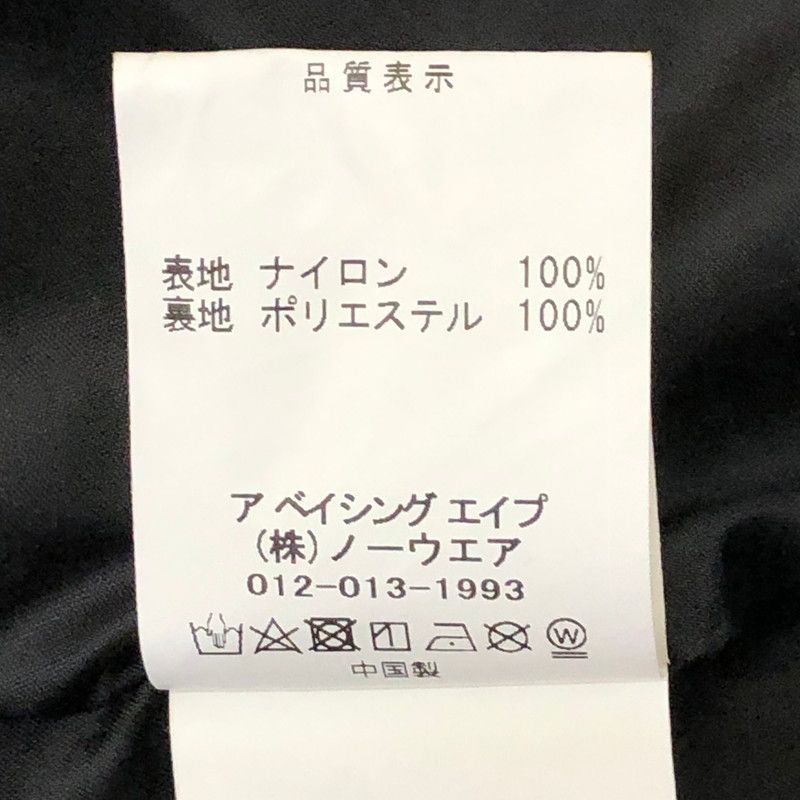 品質表示
表地 ナイロン 100%
裏地 ポリエステル 100%
ア ベイシング エイプ
(株)ノーウエア
012-013-1993
W
中国製